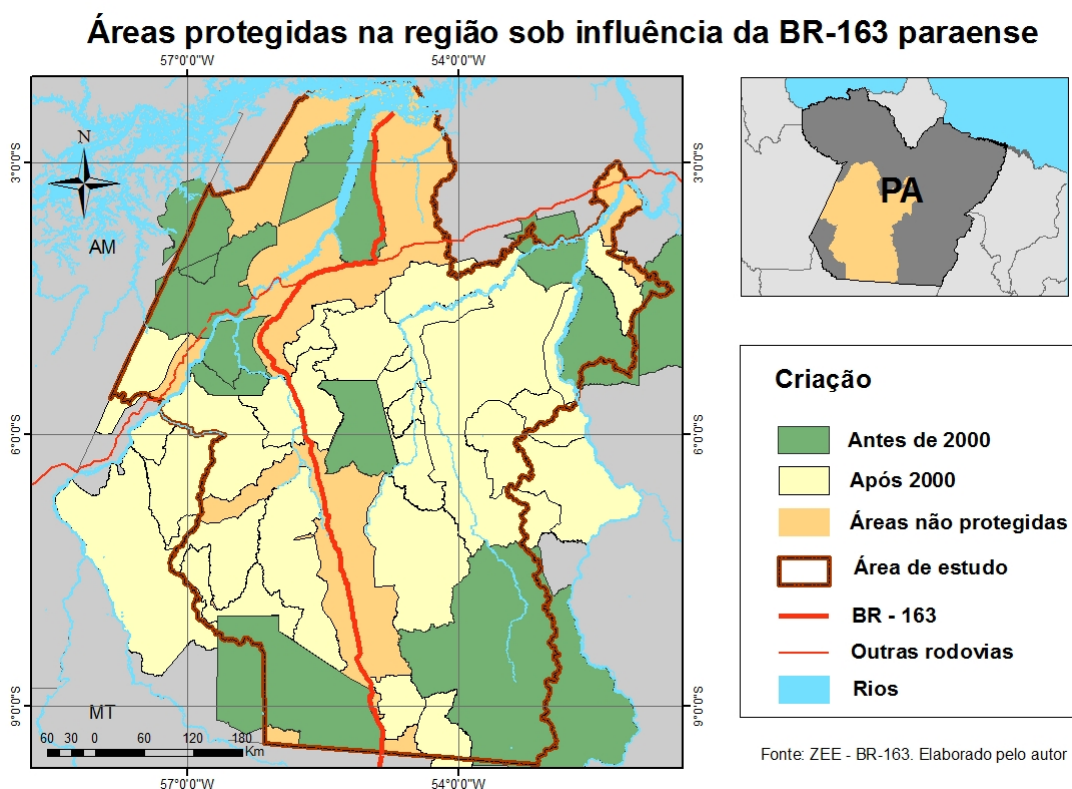 Áreas protegidas na região sob influência da BR-163 paraense
57°0'0"W
54°0'0"W
N
3°0'0"S
3°0'0"S
AM
PA
6°0'0"S
6°0'0"S
Criação
Antes de 2000
Após 2000
Áreas não protegidas
Área de estudo
BR - 163
Outras rodovias
Rios
9°0'0"S
9°0'0"S
MT
60 30 0 60 120 180
Km
57°0'0"W
54°0'0"W
Fonte: ZEE - BR-163. Elaborado pelo autor